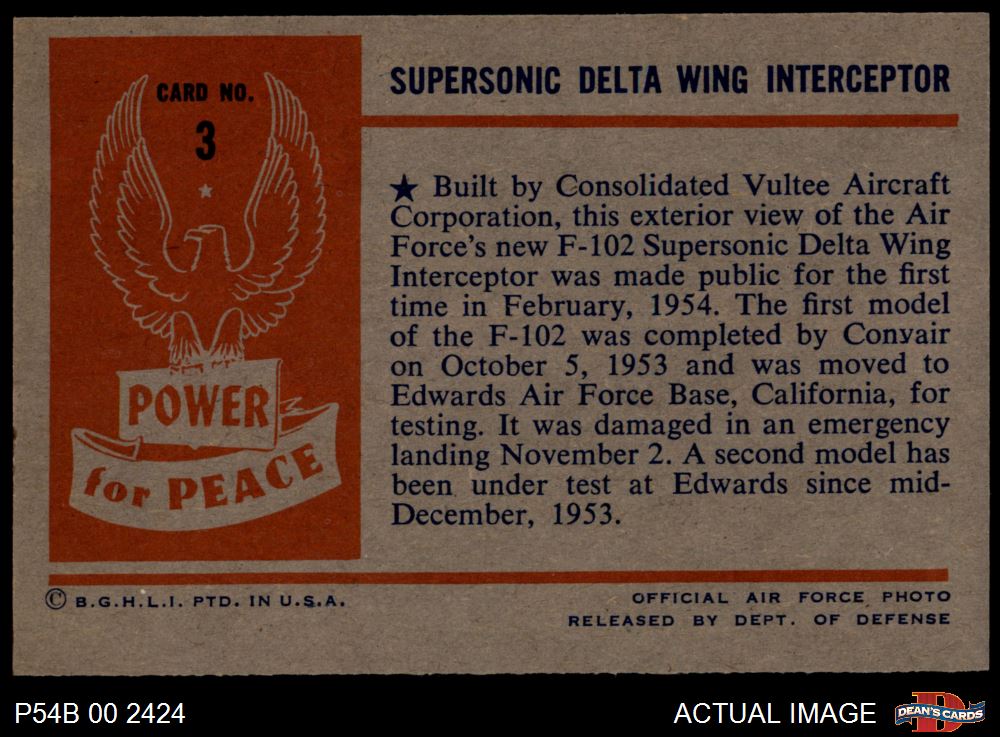 CARD NO.
3
POWER
for PEACE
SUPERSONIC DELTA WING INTERCEPTOR
★ Built by Consolidated Vultee Aircraft
Corporation, this exterior view of the Air
Force's new F-102 Supersonic Delta Wing
Interceptor was made public for the first
time in February, 1954. The first model
of the F-102 was completed by Convair
on October 5, 1953 and was moved to
Edwards Air Force Base, California, for
testing. It was damaged in an emergency
landing November 2. A second model has
been under test at Edwards since mid-
December, 1953.
© B.G.H.L.I. PTD. IN U.S.A.
OFFICIAL AIR FORCE PHOTO
RELEASED BY DEPT. OF DEFENSE
P54B 00 2424
ACTUAL IMAGE
D
DEAN'S CARDS